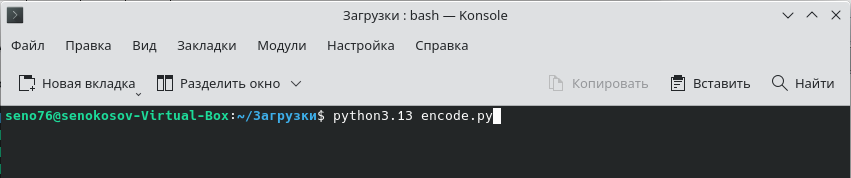 Загрузки : bash — Konsole
Файл Правка Вид Закладки Модули Настройка Справка
Новая вкладка Разделить окно Копировать Вставить Найти
seno76@senokosov-Virtual-Box:~/Загрузки$ python3.13 encode.py